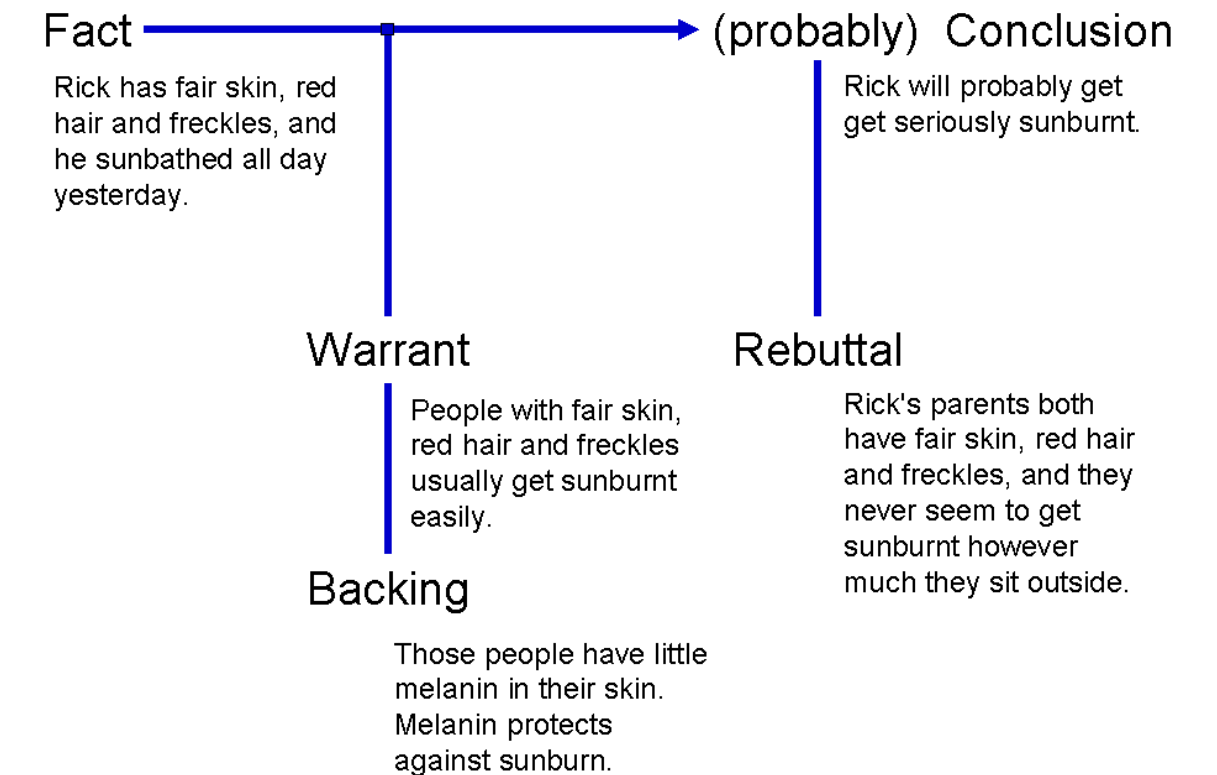 Fact
(probably) Conclusion
Rick has fair skin, red
hair and freckles, and
he sunbathed all day
yesterday.
Rick will probably get
get seriously sunburnt.
Warrant
People with fair skin,
red hair and freckles
usually get sunburnt
easily.
Rebuttal
Rick's parents both
have fair skin, red hair
and freckles, and they
never seem to get
sunburnt however
much they sit outside.
Backing
Those people have little
melanin in their skin.
Melanin protects
against sunburn.